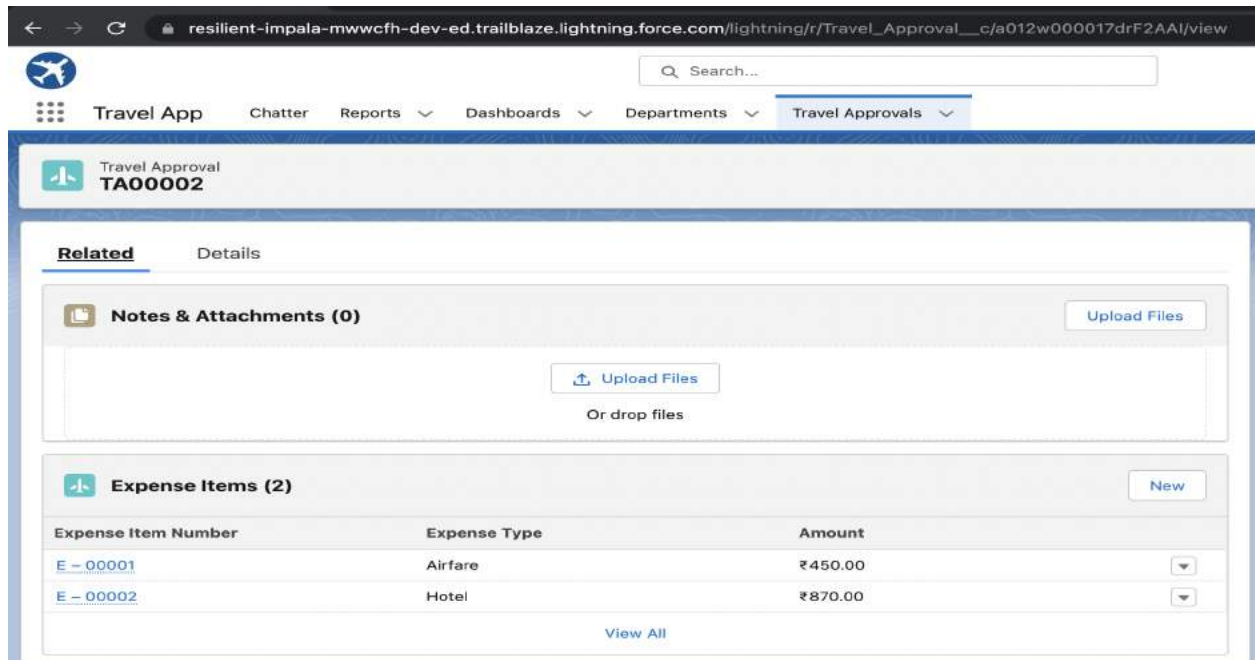 resilient-impala-mwwcfh-dev-ed.trailblaze.lightning.force.com/lightning/r/Travel_Approval__c/a012w000017drF2AAI/view
Search...
Travel App Chatter Reports Dashboards Departments Travel Approvals
Travel Approval
TA00002
Related Details
Notes & Attachments (0) Upload Files
Upload Files
Or drop files
Expense Items (2) New
Expense Item Number Expense Type Amount
E – 00001 Airfare ₹450.00
E – 00002 Hotel ₹870.00
View All